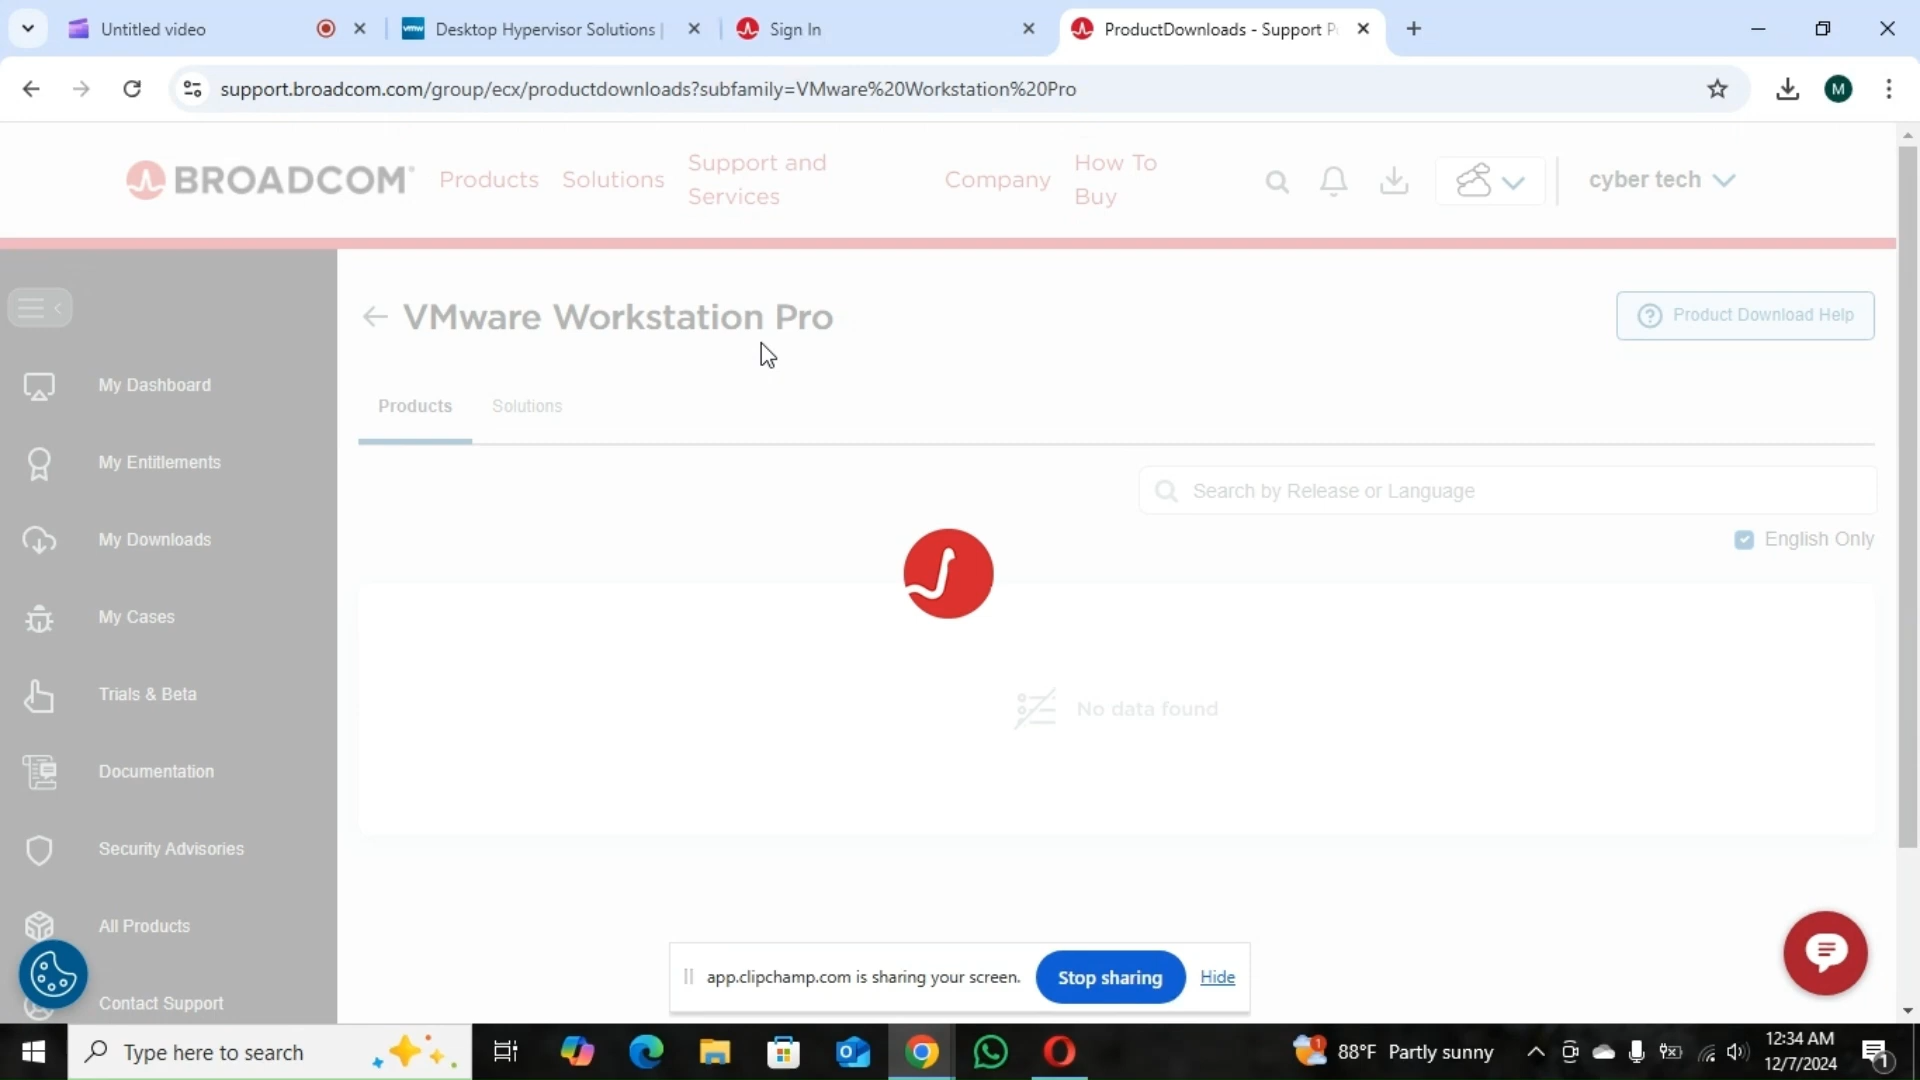 Untitled video
Desktop Hypervisor Solutions |
Sign In
ProductDownloads - Support P
support.broadcom.com/group/ecx/productdownloads?subfamily=VMware%20Workstation%20Pro
M
BROADCOM
Products
Solutions
Support and
Services
Company
How To
Buy
cyber tech
VMware Workstation Pro
Product Download Help
Products
Solutions
Search by Release or Language
English Only
No data found
My Dashboard
My Entitlements
My Downloads
My Cases
Trials & Beta
Documentation
Security Advisories
All Products
Contact Support
app.clipchamp.com is sharing your screen.
Stop sharing
Hide
Type here to search
88°F Partly sunny
12:34 AM
12/7/2024
1